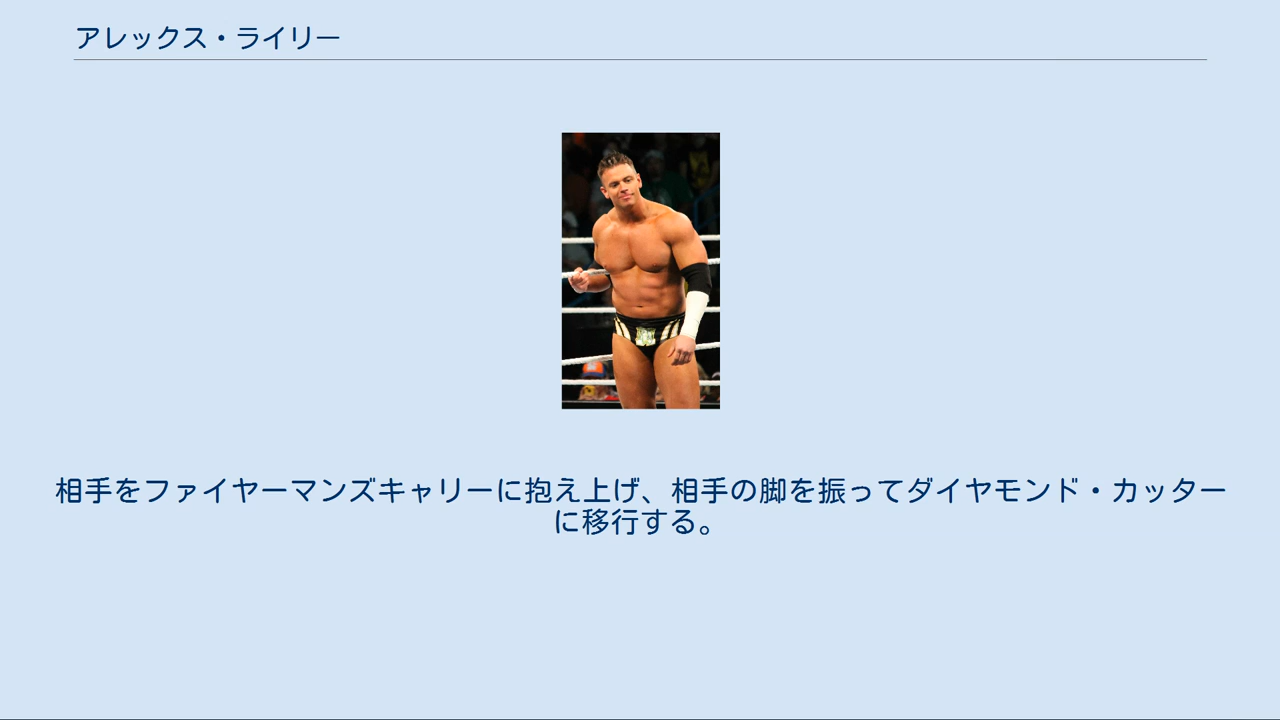 アレックス・ライリー
相手をファイヤーマンズキャリーに抱え上げ、相手の脚を振ってダイヤモンド・カッター
に移行する。